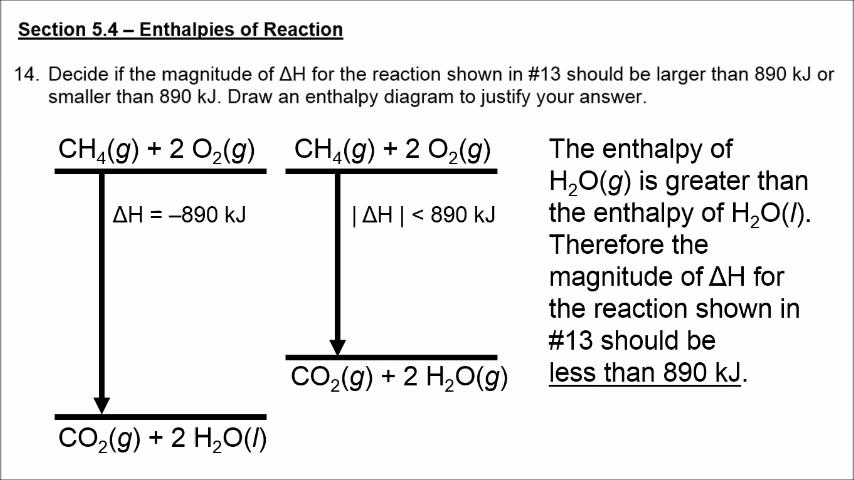 Section 5.4 – Enthalpies of Reaction
14. Decide if the magnitude of ΔH for the reaction shown in #13 should be larger than 890 kJ or
smaller than 890 kJ. Draw an enthalpy diagram to justify your answer.
CH₄(g) + 2 O₂(g)
ΔH = –890 kJ
CO₂(g) + 2 H₂O(l)
CH₄(g) + 2 O₂(g)
| ΔH | < 890 kJ
CO₂(g) + 2 H₂O(g)
The enthalpy of
H₂O(g) is greater than
the enthalpy of H₂O(l).
Therefore the
magnitude of ΔH for
the reaction shown in
#13 should be
less than 890 kJ.